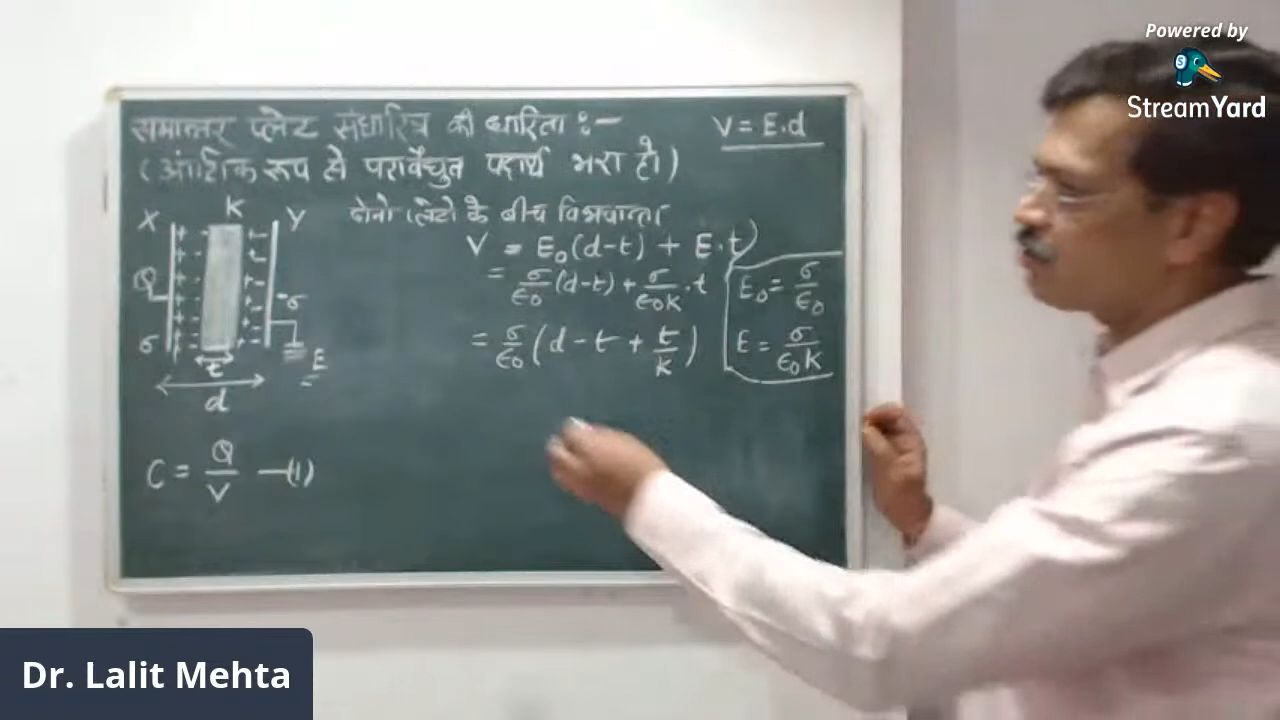 Powered by
StreamYard
समान्तर प्लेट संधारित्र की धारिता :-
V = E.d
(आंशिक रूप से परावैद्युत पदार्थ भरा हो)
दोनो प्लेटो के बीच विभवान्तर
X K Y
V = E₀(d-t) + E.t
= σ/ε₀ (d-t) + σ/ε₀K .t
E₀ = σ/ε₀
Q -σ
= σ/ε₀ (d - t + t/K)
E = σ/ε₀K
σ t E
d
C = Q/V —(1)
Dr. Lalit Mehta